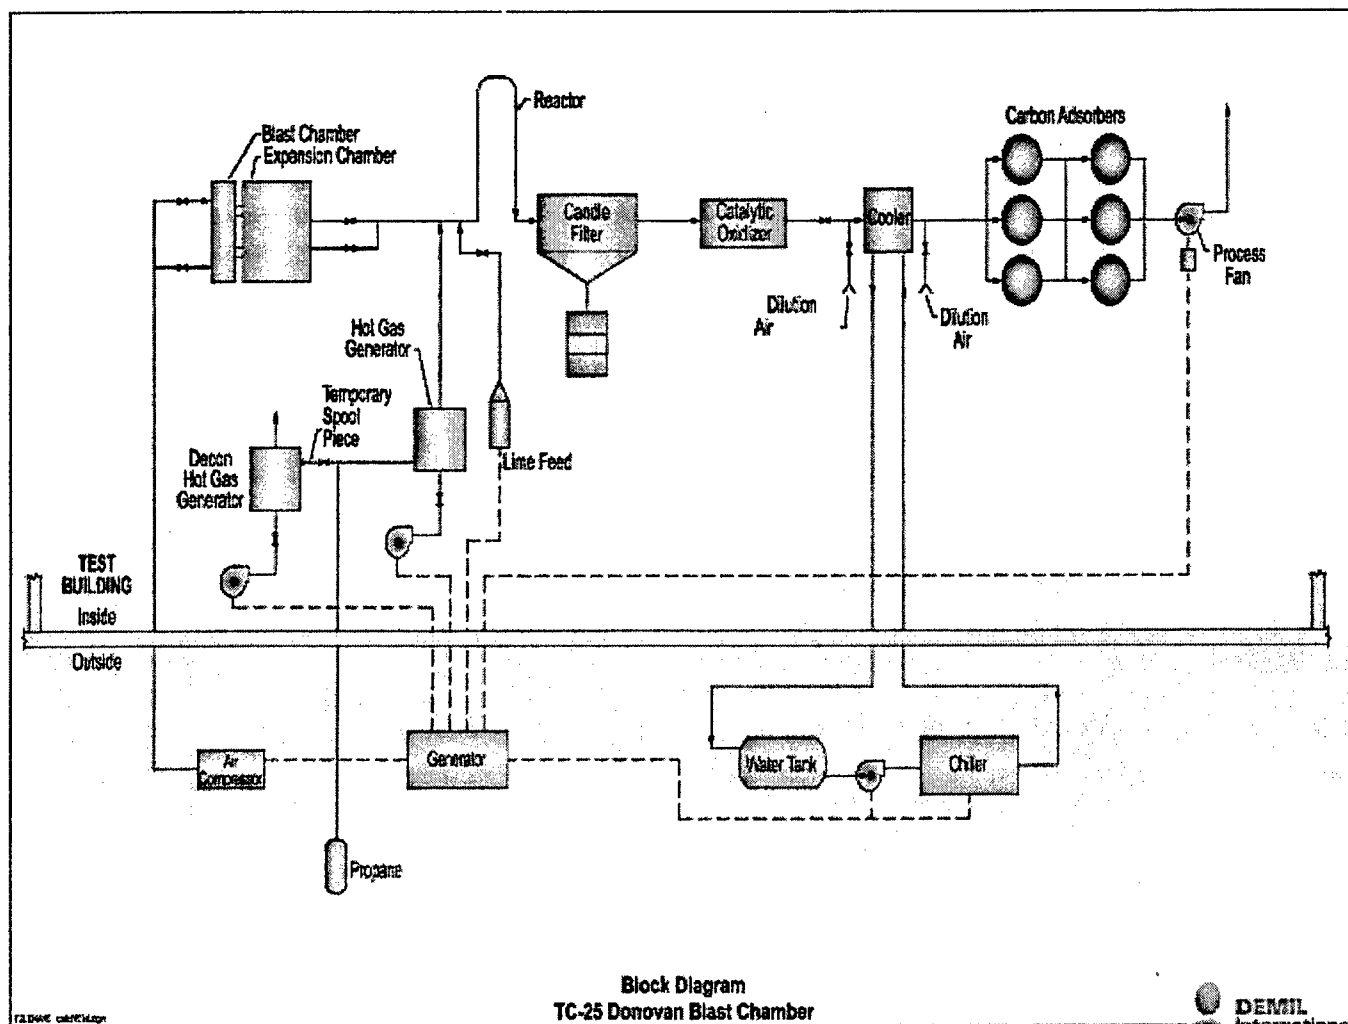 Reactor
Carbon Adsorbers
Blast Chamber
Expansion Chamber
Candle
Filter
Catalytic
Oxidizer
Cooler
Process
Fan
Dilution
Air
Dilution
Air
Hot Gas
Generator
Temporary
Spool
Piece
Lime Feed
Decon
Hot Gas
Generator
TEST
BUILDING
Inside
Outside
Air
Compressor
Generator
Water Tank
Chiller
Propane
Block Diagram
TC-25 Donovan Blast Chamber
DEMIL